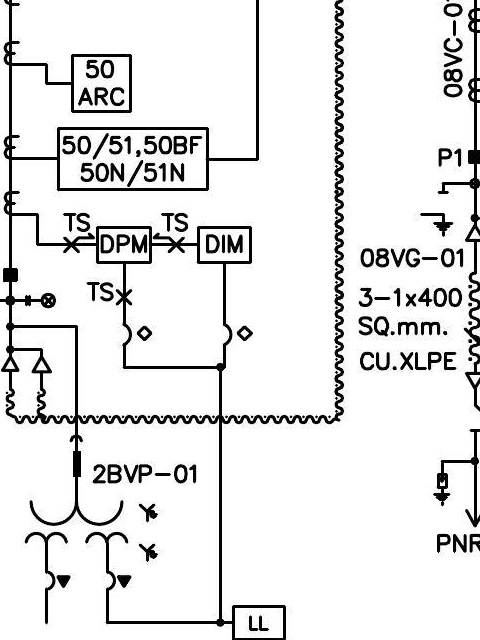 50
ARC
08VC-0
50/51,50BF
50N/51N
P1
TS
TS
DPM
DIM
08VG-01
TS
3-1x400
SQ.mm.
CU.XLPE
2BVP-01
PNR
LL